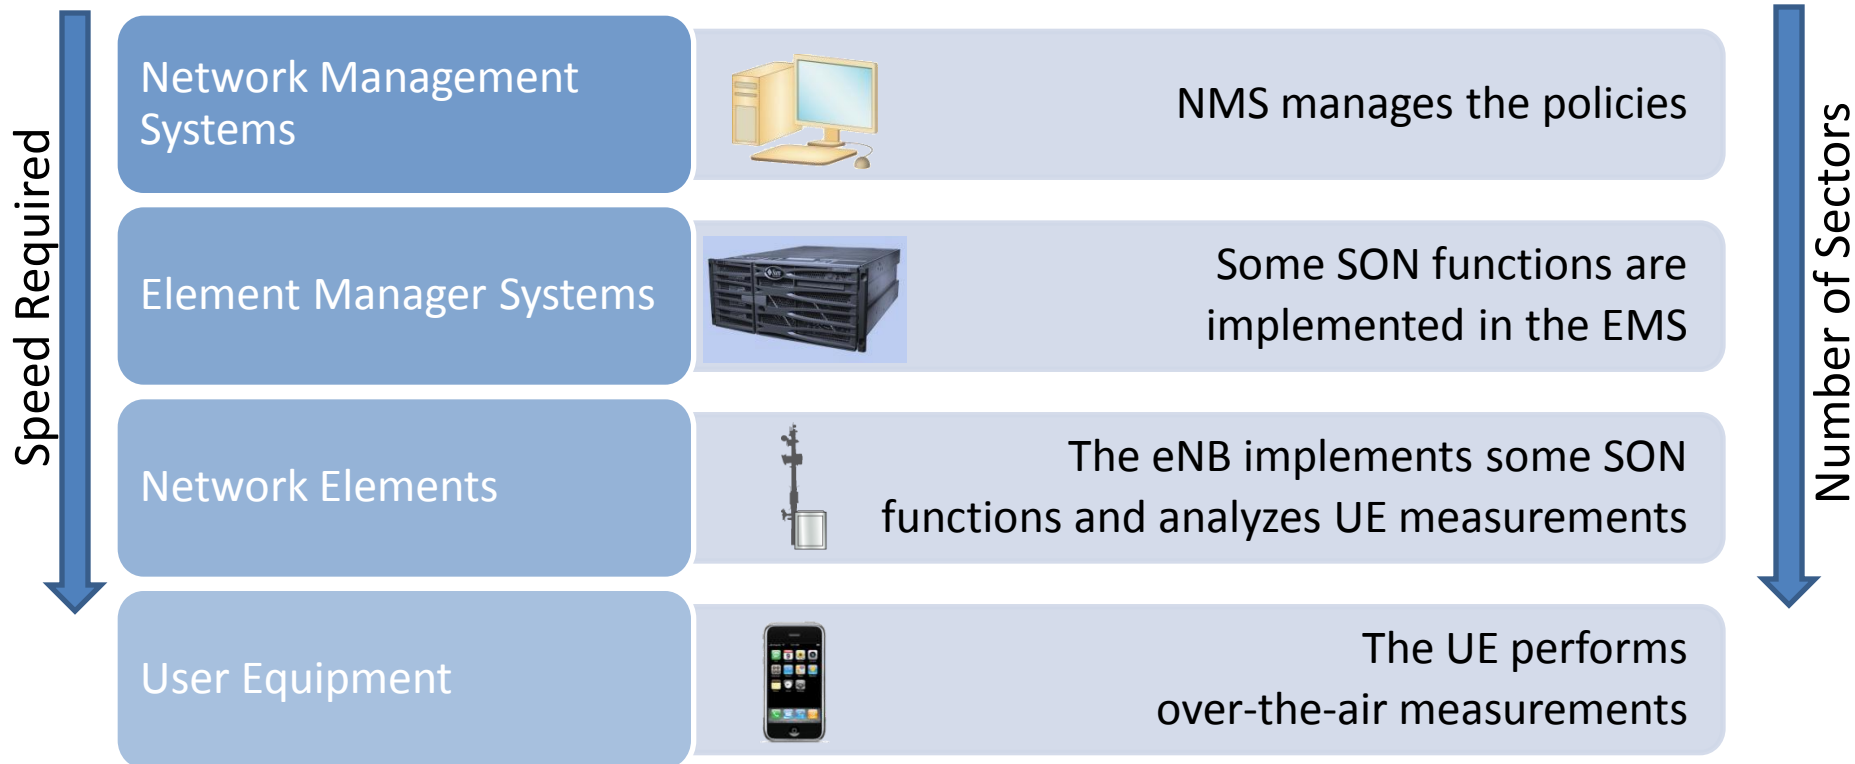 Speed Required
Network Management
Systems
NMS manages the policies
Element Manager Systems
Some SON functions are
implemented in the EMS
Network Elements
The eNB implements some SON
functions and analyzes UE measurements
User Equipment
The UE performs
over-the-air measurements
Number of Sectors